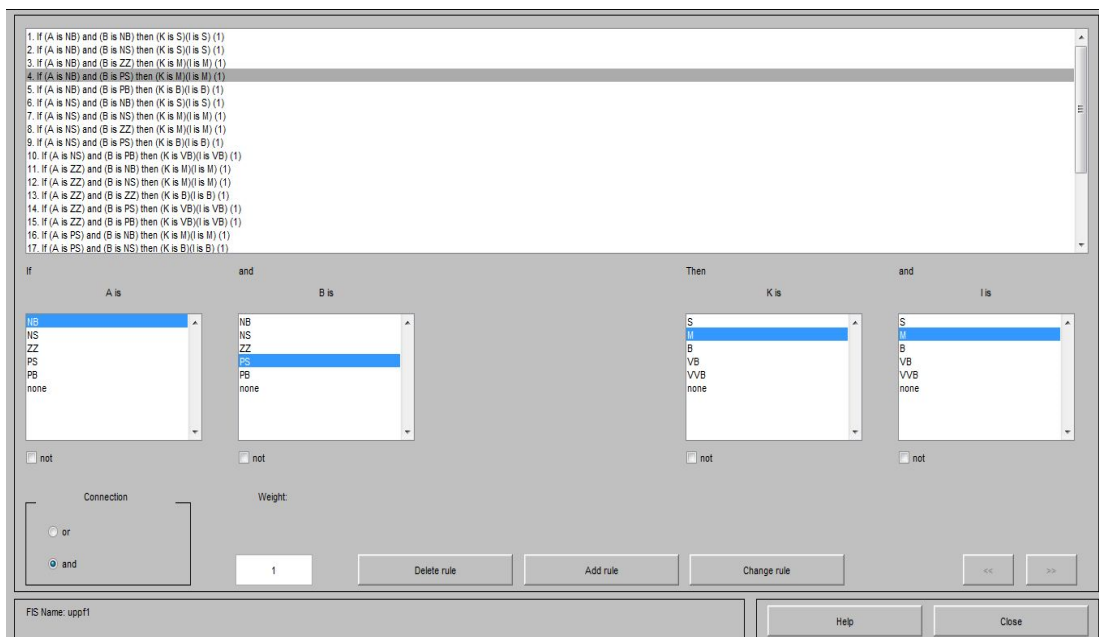 1. If (A is NB) and (B is NB) then (K is S)(I is S) (1)
2. If (A is NB) and (B is NS) then (K is S)(I is S) (1)
3. If (A is NB) and (B is ZZ) then (K is M)(I is M) (1)
4. If (A is NB) and (B is PS) then (K is M)(I is M) (1)
5. If (A is NB) and (B is PB) then (K is B)(I is B) (1)
6. If (A is NS) and (B is NB) then (K is S)(I is S) (1)
7. If (A is NS) and (B is NS) then (K is M)(I is M) (1)
8. If (A is NS) and (B is ZZ) then (K is M)(I is M) (1)
9. If (A is NS) and (B is PS) then (K is B)(I is B) (1)
10. If (A is NS) and (B is PB) then (K is VB)(I is VB) (1)
11. If (A is ZZ) and (B is NB) then (K is M)(I is M) (1)
12. If (A is ZZ) and (B is NS) then (K is M)(I is M) (1)
13. If (A is ZZ) and (B is ZZ) then (K is B)(I is B) (1)
14. If (A is ZZ) and (B is PS) then (K is VB)(I is VB) (1)
15. If (A is ZZ) and (B is PB) then (K is VB)(I is VB) (1)
16. If (A is PS) and (B is NB) then (K is M)(I is M) (1)
17. If (A is PS) and (B is NS) then (K is B)(I is B) (1)
If and Then and
A is B is K is I is
NB NB S S
NS NS M M
ZZ ZZ B B
PS PS VB VB
PB PB VVB VVB
none none none none
not not not not
Connection Weight:
or
and 1 Delete rule Add rule Change rule << >>
FIS Name: uppf1 Help Close